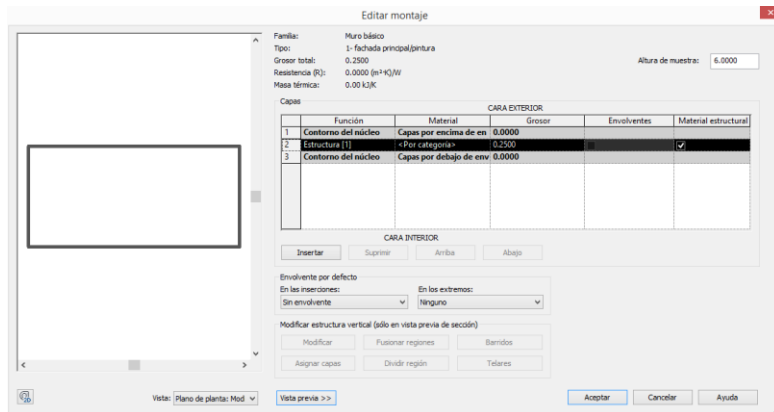 Editar montaje
Familia: Muro básico
Tipo: 1- fachada principal/pintura
Grosor total: 0.2500 Altura de muestra: 6.0000
Resistencia (R): 0.0000 (m²·K)/W
Masa térmica: 0.00 kJ/K
Capas
CARA EXTERIOR
Función Material Grosor Envolventes Material estructural
1 Contorno del núcleo Capas por encima de en 0.0000
2 Estructura [1] <Por categoría> 0.2500
3 Contorno del núcleo Capas por debajo de env 0.0000
CARA INTERIOR
Insertar Suprimir Arriba Abajo
Envolvente por defecto
En las inserciones: En los extremos:
Sin envolvente Ninguno
Modificar estructura vertical (sólo en vista previa de sección)
Modificar Fusionar regiones Barridos
Asignar capas Dividir región Telares
Vista: Plano de planta: Mod Vista previa >> Aceptar Cancelar Ayuda